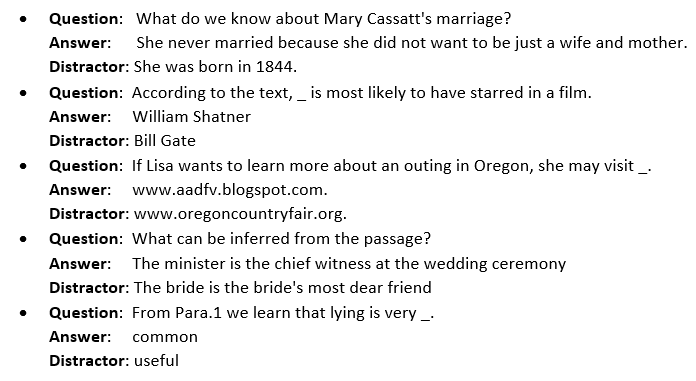 • Question: What do we know about Mary Cassatt's marriage?
Answer: She never married because she did not want to be just a wife and mother.
Distractor: She was born in 1844.
• Question: According to the text, _ is most likely to have starred in a film.
Answer: William Shatner
Distractor: Bill Gate
• Question: If Lisa wants to learn more about an outing in Oregon, she may visit _.
Answer: www.aadfv.blogspot.com.
Distractor: www.oregoncountryfair.org.
• Question: What can be inferred from the passage?
Answer: The minister is the chief witness at the wedding ceremony
Distractor: The bride is the bride's most dear friend
• Question: From Para.1 we learn that lying is very _.
Answer: common
Distractor: useful